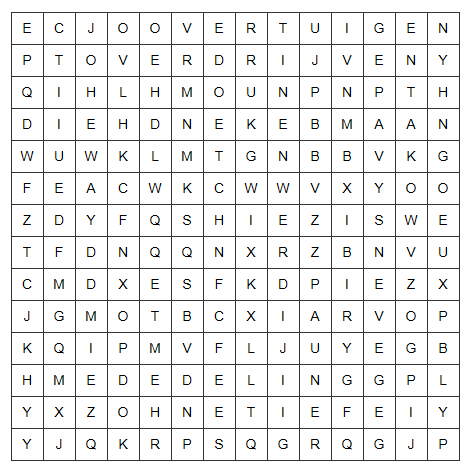 E C J O O V E R T U I G E N
P T O V E R D R I J V E N Y
Q I H L H M O U N P N P T H
D I E H D N E K E B M A A N
W U W K L M T G N B B V K G
F E A C W K C W W V X Y O O
Z D Y F Q S H I E Z I S W E
T F D N Q Q N X R Z B N V U
C M D X E S F K D P I E Z X
J G M O T B C X I A R V O P
K Q I P M V F L J U Y E G B
H M E D E D E L I N G G P L
Y X Z O H N E T I E F E I Y
Y J Q K R P S Q G R Q G J P